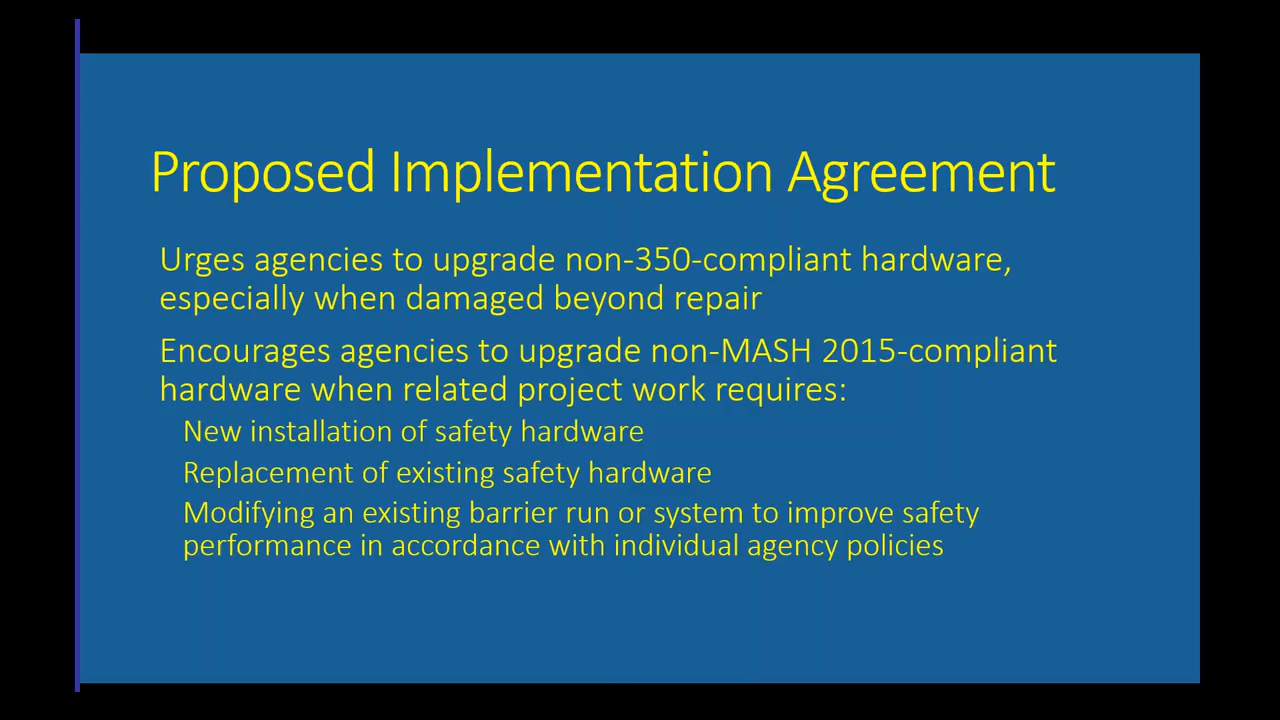 Proposed Implementation Agreement
Urges agencies to upgrade non-350-compliant hardware,
especially when damaged beyond repair
Encourages agencies to upgrade non-MASH 2015-compliant
hardware when related project work requires:
New installation of safety hardware
Replacement of existing safety hardware
Modifying an existing barrier run or system to improve safety
performance in accordance with individual agency policies